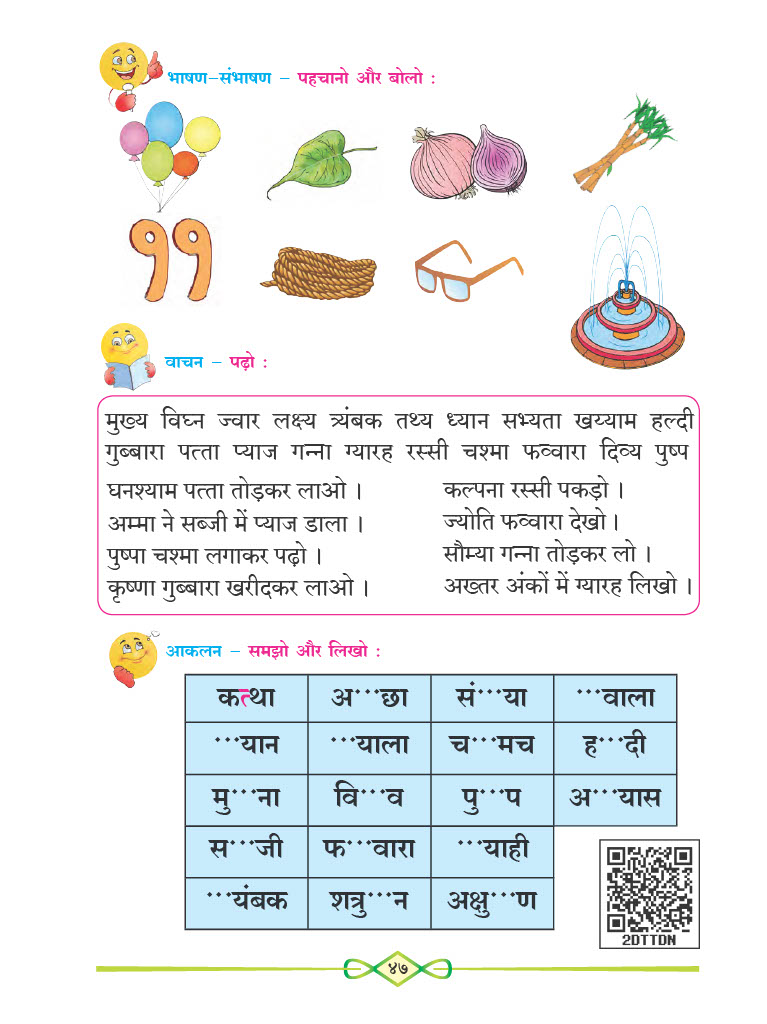 भाषण-संभाषण – पहचानो और बोलो :
११
वाचन – पढ़ो :
मुख्य विघ्न ज्वार लक्ष्य त्र्यंबक तथ्य ध्यान सभ्यता खय्याम हल्दी
गुब्बारा पत्ता प्याज गन्ना ग्यारह रस्सी चश्मा फव्वारा दिव्य पुष्प
घनश्याम पत्ता तोड़कर लाओ ।
कल्पना रस्सी पकड़ो ।
अम्मा ने सब्जी में प्याज डाला ।
ज्योति फव्वारा देखो ।
पुष्पा चश्मा लगाकर पढ़ो ।
सौम्या गन्ना तोड़कर लो ।
कृष्णा गुब्बारा खरीदकर लाओ ।
अख्तर अंकों में ग्यारह लिखो ।
आकलन – समझो और लिखो :
कत्था अ···छा सं···या ···वाला
···यान ···याला च···मच ह···दी
मु···ना वि···व पु···प अ···यास
स···जी फ···वारा ···याही
···यंबक शत्रु···न अक्षु···ण
2DTTDN
४७